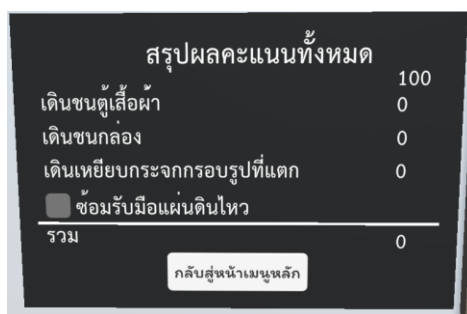 สรุปผลคะแนนทั้งหมด
100
เดินชนตู้เสื้อผ้า 0
เดินชนกล่อง 0
เดินเหยียบกระจกกรอบรูปที่แตก 0
ซ้อมรับมือแผ่นดินไหว
รวม 0
กลับสู่หน้าเมนูหลัก